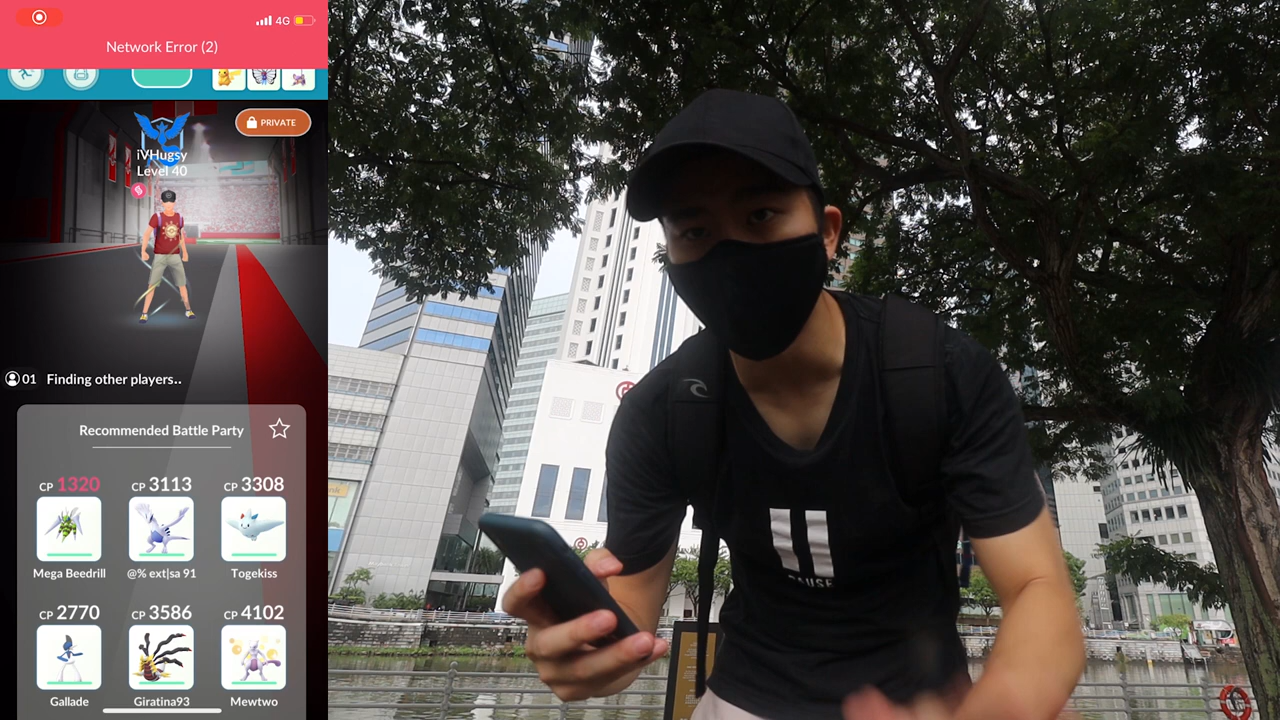 4G
Network Error (2)
PRIVATE
iVHugsy
Level 40
01 Finding other players..
Recommended Battle Party
CP 1320 CP 3113 CP 3308
Mega Beedrill @% ext|sa 91 Togekiss
CP 2770 CP 3586 CP 4102
Gallade Giratina93 Mewtwo
PAUSE